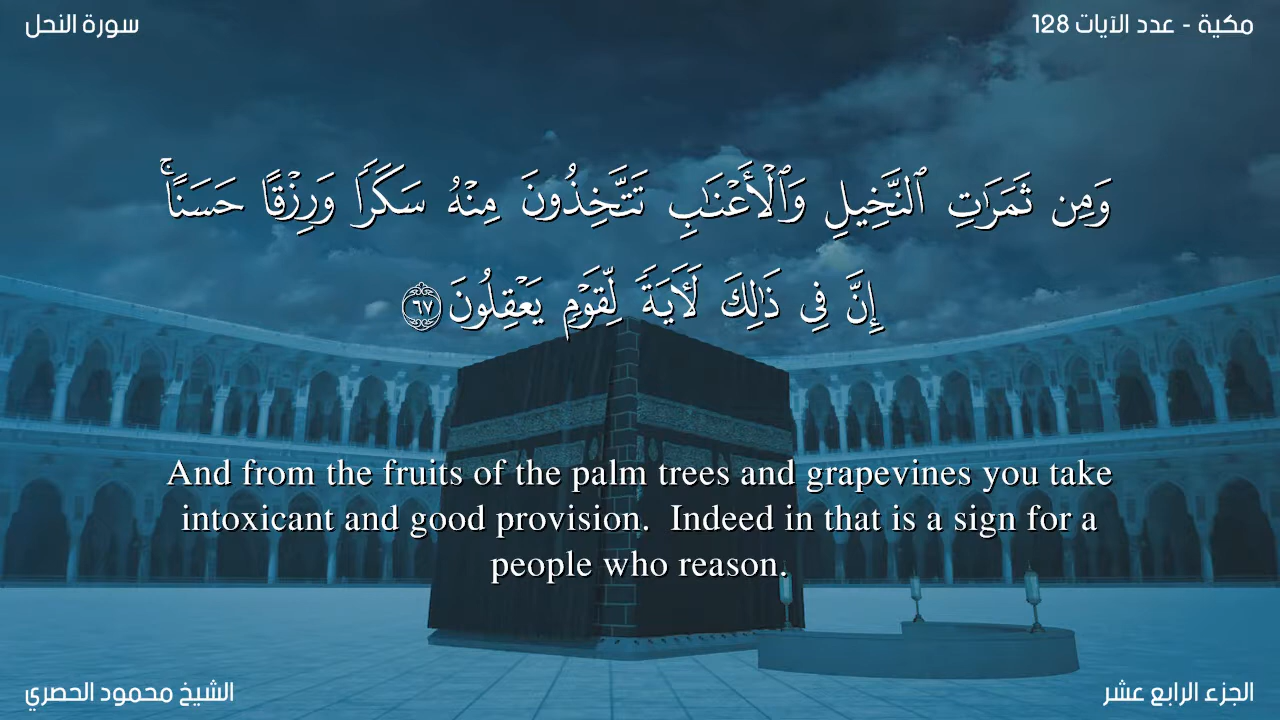 سورة النحل
مكية - عدد الآيات 128
وَمِن ثَمَرَٰتِ ٱلنَّخِيلِ وَٱلْأَعْنَٰبِ تَتَّخِذُونَ مِنْهُ سَكَرًا وَرِزْقًا حَسَنًا ۗ
إِنَّ فِى ذَٰلِكَ لَـَٔايَةً لِّقَوْمٍ يَعْقِلُونَ ٦٧
And from the fruits of the palm trees and grapevines you take
intoxicant and good provision.  Indeed in that is a sign for a
people who reason.
الشيخ محمود الحصري
الجزء الرابع عشر